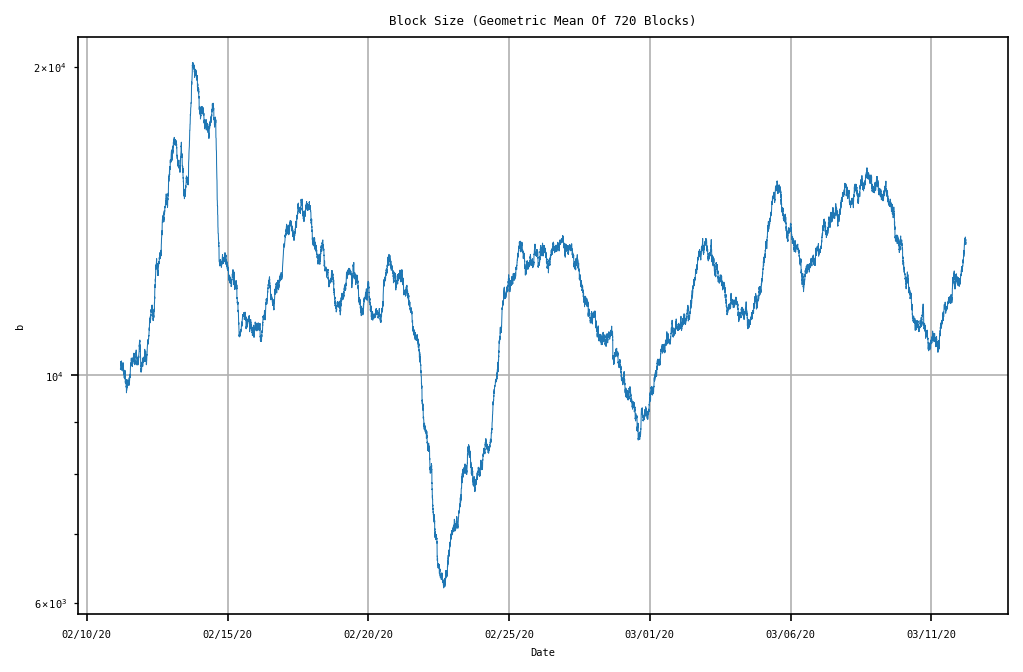 Block Size (Geometric Mean Of 720 Blocks)
2×10⁴
b
10⁴
6×10³
02/10/20 02/15/20 02/20/20 02/25/20 03/01/20 03/06/20 03/11/20
Date